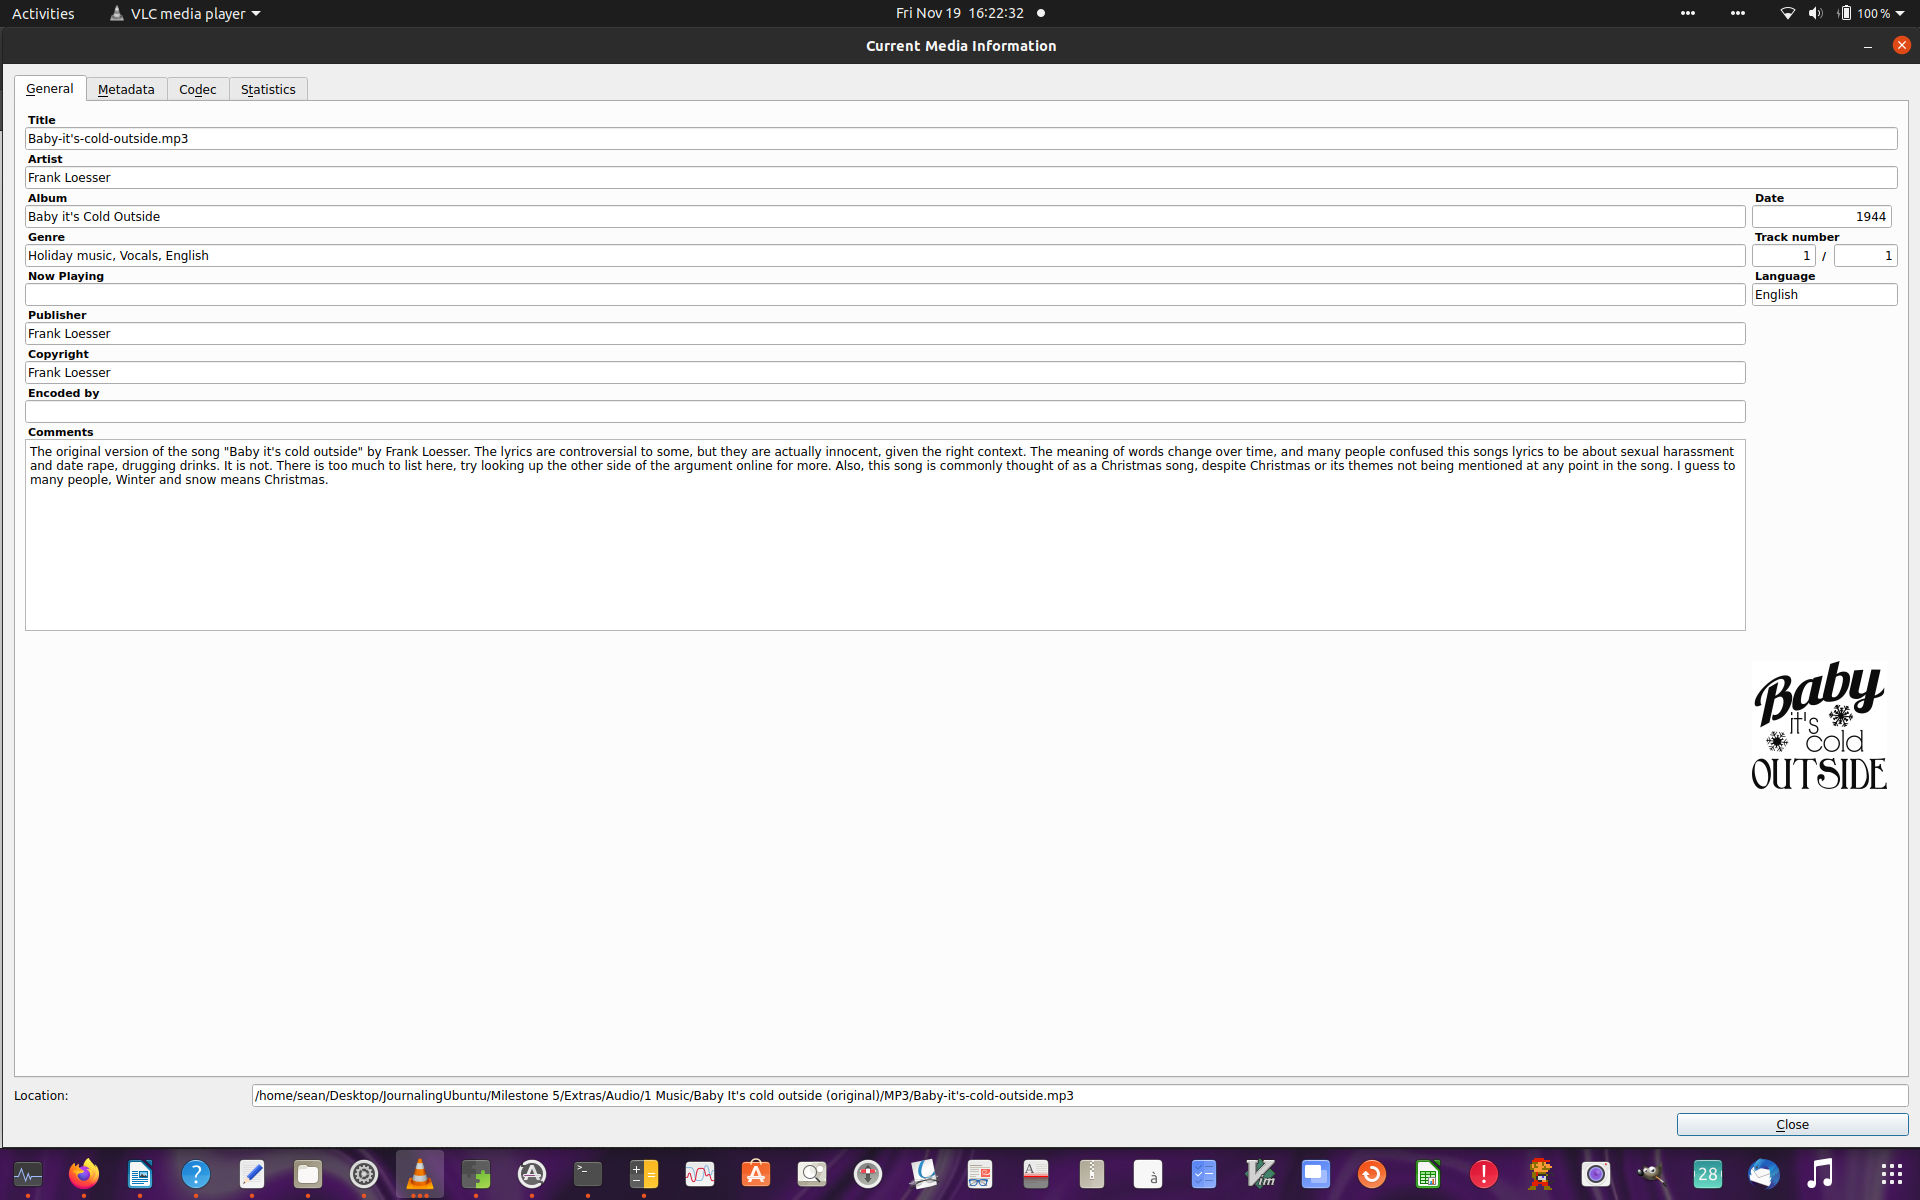 Activities VLC media player Fri Nov 19 16:22:32 100 %
Current Media Information
General Metadata Codec Statistics
Title
Baby-it's-cold-outside.mp3
Artist
Frank Loesser
Album Date
Baby it's Cold Outside 1944
Genre Track number
Holiday music, Vocals, English 1 / 1
Now Playing Language
English
Publisher
Frank Loesser
Copyright
Frank Loesser
Encoded by
Comments
The original version of the song "Baby it's cold outside" by Frank Loesser. The lyrics are controversial to some, but they are actually innocent, given the right context. The meaning of words change over time, and many people confused this songs lyrics to be about sexual harassment
and date rape, drugging drinks. It is not. There is too much to list here, try looking up the other side of the argument online for more. Also, this song is commonly thought of as a Christmas song, despite Christmas or its themes not being mentioned at any point in the song. I guess to
many people, Winter and snow means Christmas.
Baby
it's
cold
OUTSIDE
Location: /home/sean/Desktop/JournalingUbuntu/Milestone 5/Extras/Audio/1 Music/Baby It's cold outside (original)/MP3/Baby-it's-cold-outside.mp3
Close
? >_ A à Vim ! 28